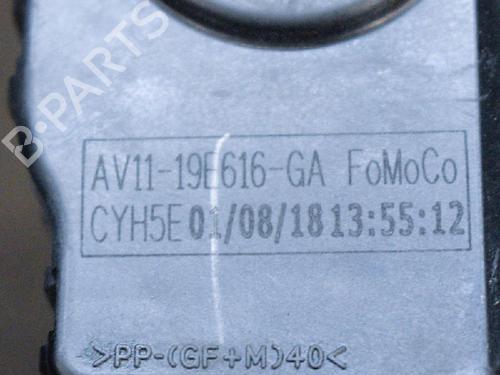 B-PARTS
AV11-19E616-GA FoMoCo
CYH5E 01/08/18 13:55:12
>PP-(GF+M)40<